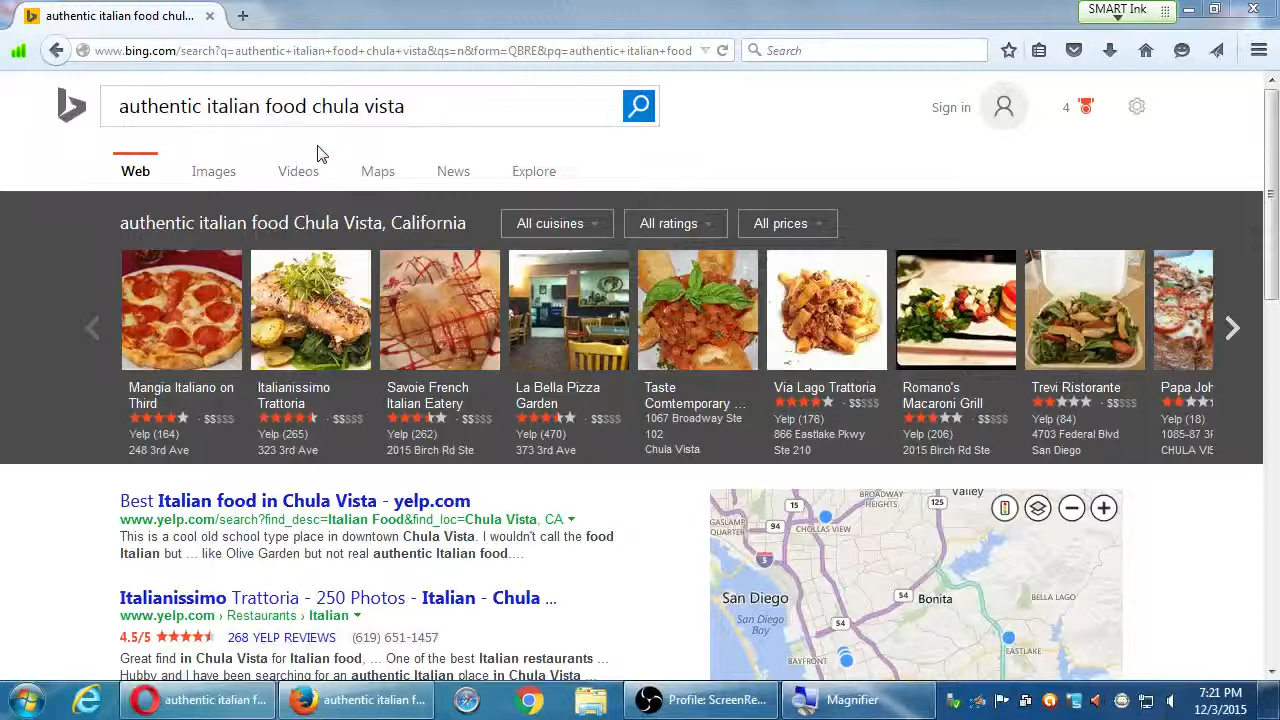 authentic italian food chul...
SMART Ink
www.bing.com/search?q=authentic+italian+food+chula+vista&qs=n&form=QBRE&pq=authentic+italian+food
Search
authentic italian food chula vista
Sign in
4
Web
Images
Videos
Maps
News
Explore
authentic italian food Chula Vista, California
All cuisines
All ratings
All prices
Mangia Italiano on
Third
· $$$$$
Yelp (164)
248 3rd Ave
Italianissimo
Trattoria
· $$$$$
Yelp (265)
323 3rd Ave
Savoie French
Italian Eatery
· $$$$$
Yelp (262)
2015 Birch Rd Ste
La Bella Pizza
Garden
· $$$$$
Yelp (470)
373 3rd Ave
Taste
Comtemporary ...
1067 Broadway Ste
102
Chula Vista
Via Lago Trattoria
· $$$$$
Yelp (176)
866 Eastlake Pkwy
Ste 210
Romano's
Macaroni Grill
· $$$$$
Yelp (206)
2015 Birch Rd Ste
Trevi Ristorante
· $$$$$
Yelp (84)
4703 Federal Blvd
San Diego
Papa Joh
Yelp (18)
1085-87 3R
CHULA VIS
Best Italian food in Chula Vista - yelp.com
www.yelp.com/search?find_desc=Italian Food&find_loc=Chula Vista, CA
This is a cool old school type place in downtown Chula Vista. I wouldn't call the food
Italian but ... like Olive Garden but not real authentic Italian food....
Italianissimo Trattoria - 250 Photos - Italian - Chula ...
www.yelp.com › Restaurants › Italian
4.5/5
268 YELP REVIEWS
(619) 651-1457
Great find in Chula Vista for Italian food, ... One of the best Italian restaurants ...
Hubby and I have been searching for an authentic Italian place in Chula
BROADWAY
HEIGHTS
Valley
125
15
94
GASLAMP
QUARTER
CHOLLAS VIEW
94
5
San Diego
54
Bonita
BELLA LAGO
San Diego
Bay
54
BAYFRONT
EASTLAKE
authentic italian f...
authentic italian f...
Profile: ScreenRe...
Magnifier
7:21 PM
12/3/2015